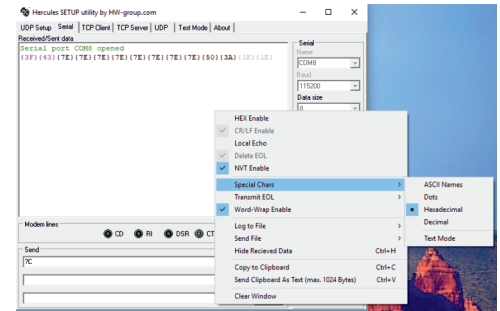 Hercules SETUP utility by HW-group.com
UDP Setup Serial TCP Client TCP Server UDP Test Mode About
Received/Sent data
Serial port COM8 opened
{3F}{43}{7E}{7E}{7E}{7E}{7E}{7E}{7E}{7E}{50}{3A}{1E}{1E}
Serial
Name
COM8
Baud
115200
Data size
8
HEX Enable
CR/LF Enable
Local Echo
Delete EOL
NVT Enable
Special Chars
Transmit EOL
Word-Wrap Enable
Log to File
Send File
Hide Recieved Data Ctrl+H
Copy to Clipboard Ctrl+C
Send Clipboard As Text (max. 1024 Bytes) Ctrl+V
Clear Window
ASCII Names
Dots
Hexadecimal
Decimal
Text Mode
Modem lines
CD RI DSR CT
Send
7C